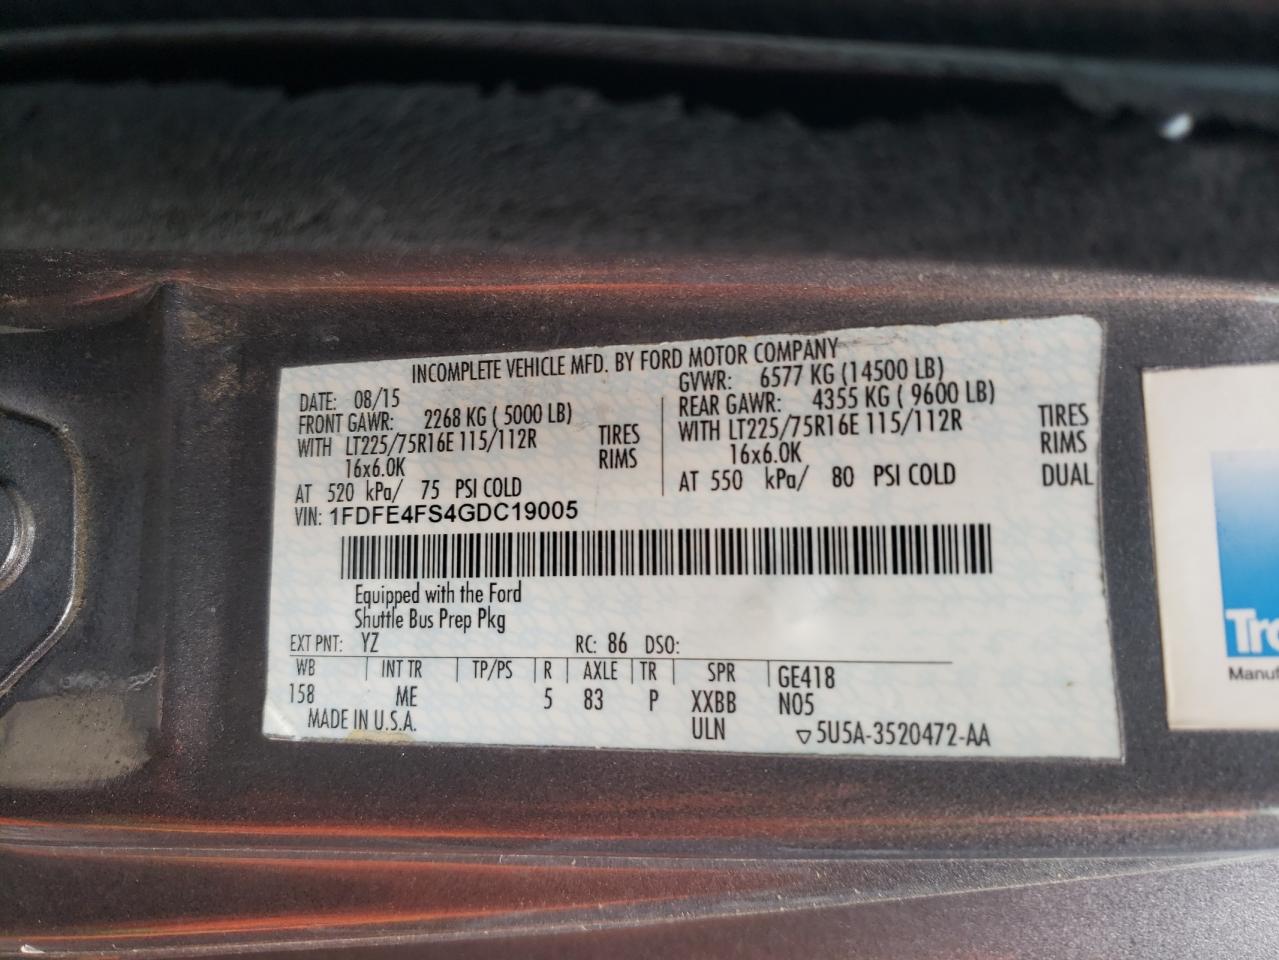 INCOMPLETE VEHICLE MFD. BY FORD MOTOR COMPANY
DATE: 08/15 GVWR: 6577 KG (14500 LB)
FRONT GAWR: 2268 KG ( 5000 LB) REAR GAWR: 4355 KG ( 9600 LB)
WITH LT225/75R16E 115/112R TIRES WITH LT225/75R16E 115/112R TIRES
16x6.0K RIMS 16x6.0K RIMS
AT 520 kPa/ 75 PSI COLD AT 550 kPa/ 80 PSI COLD DUAL
VIN: 1FDFE4FS4GDC19005
Equipped with the Ford
Shuttle Bus Prep Pkg
EXT PNT: YZ RC: 86 DSO:
WB INT TR TP/PS R AXLE TR SPR GE418
158 ME 5 83 P XXBB N05
MADE IN U.S.A. ULN ▽5U5A-3520472-AA